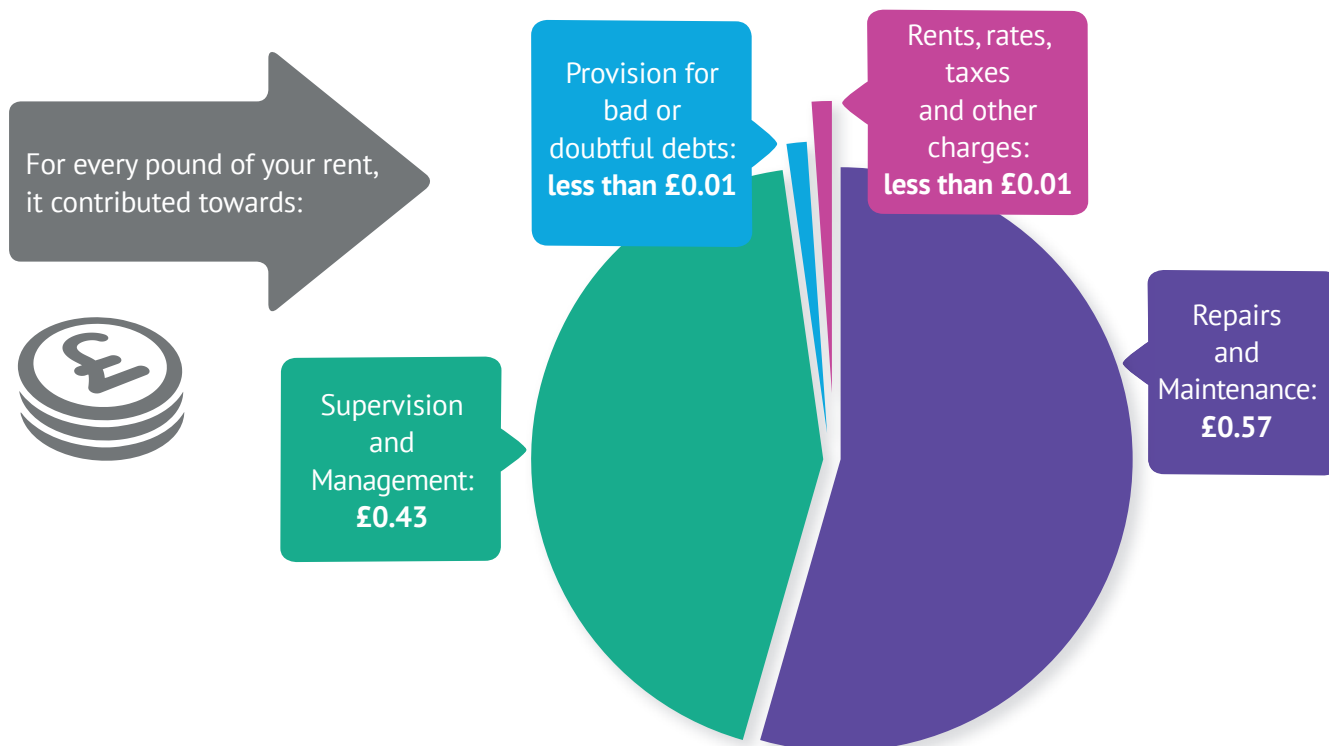 For every pound of your rent,
it contributed towards:
£
Provision for
bad or
doubtful debts:
less than £0.01
Rents, rates,
taxes
and other
charges:
less than £0.01
Repairs
and
Maintenance:
£0.57
Supervision
and
Management:
£0.43